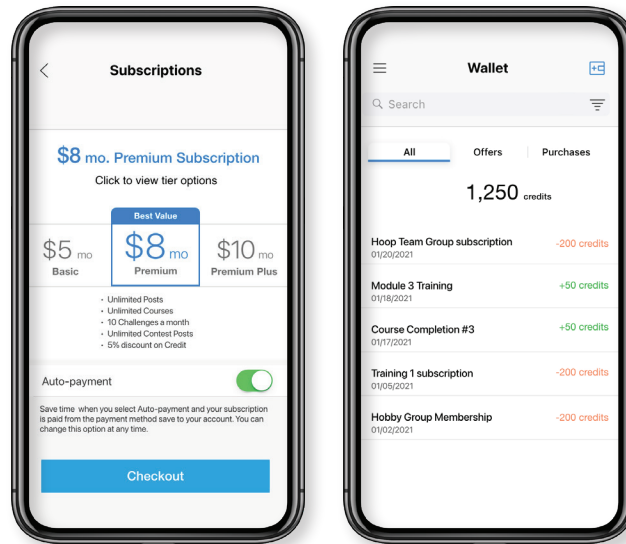 Subscriptions
$8 mo. Premium Subscription
Click to view tier options
Best Value
$5 mo
Basic
$8 mo
Premium
$10 mo
Premium Plus
· Unlimited Posts
· Unlimited Courses
· 10 Challenges a month
· Unlimited Contest Posts
· 5% discount on Credit
Auto-payment
Save time when you select Auto-payment and your subscription
is paid from the payment method save to your account. You can
change this option at any time.
Checkout
Wallet
Search
All Offers Purchases
1,250 credits
Hoop Team Group subscription -200 credits
01/20/2021
Module 3 Training +50 credits
01/18/2021
Course Completion #3 +50 credits
01/17/2021
Training 1 subscription -200 credits
01/05/2021
Hobby Group Membership -200 credits
01/02/2021